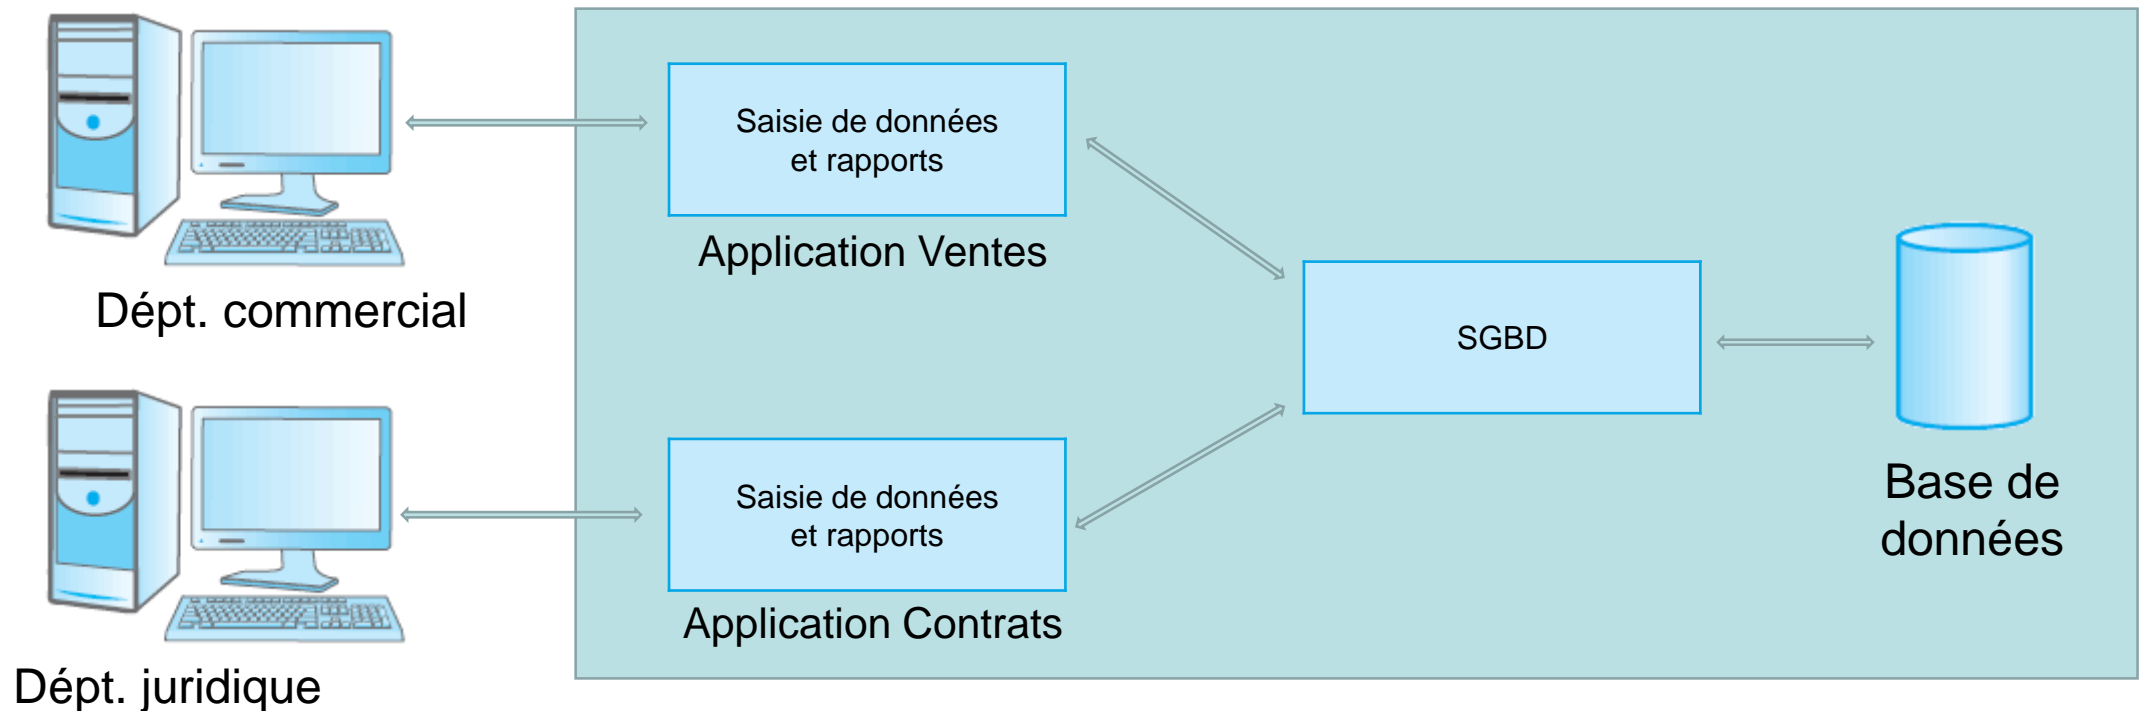 Saisie de données
et rapports
Application Ventes
Dépt. commercial
SGBD
Saisie de données
et rapports
Application Contrats
Dépt. juridique
Base de
données